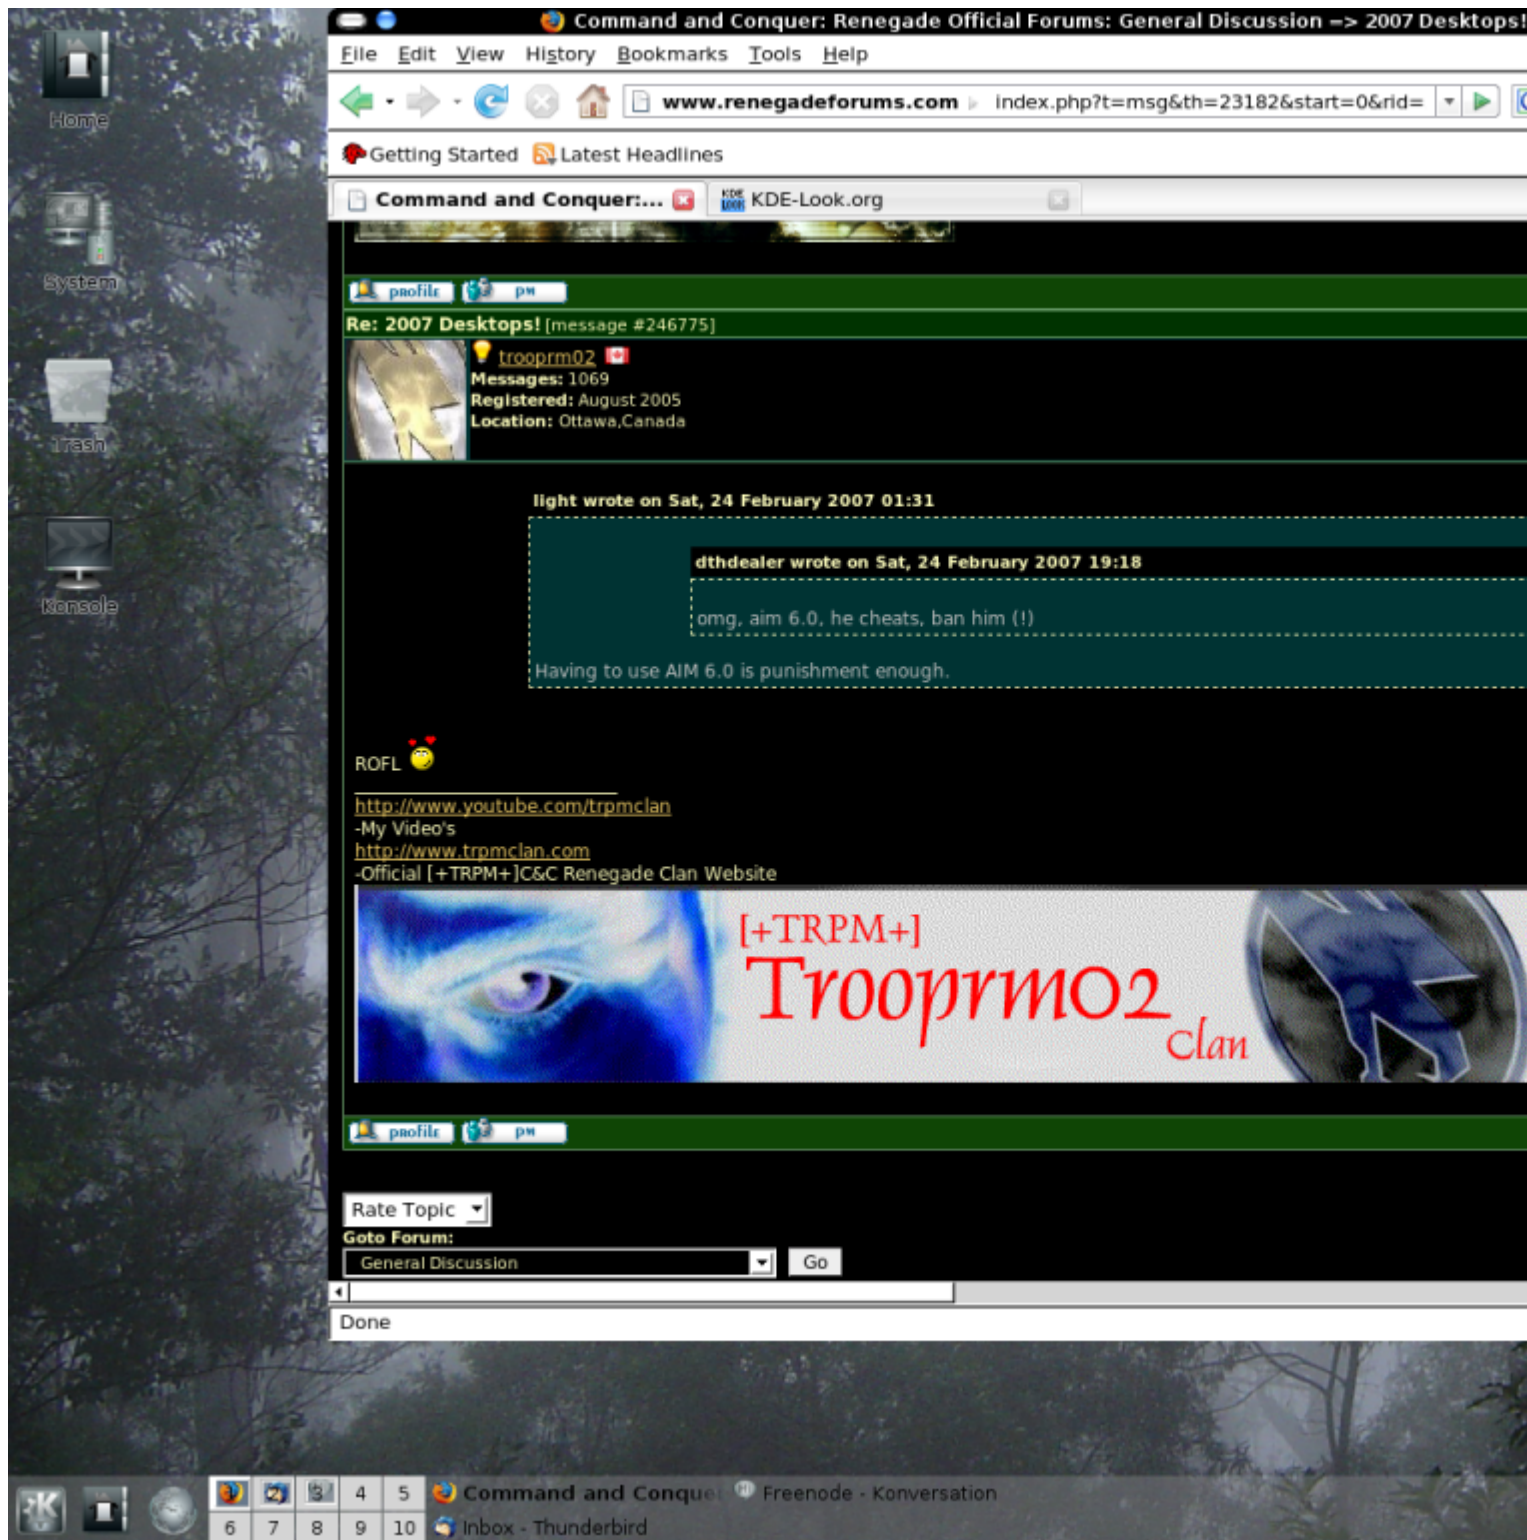 Command and Conquer: Renegade Official Forums: General Discussion => 2007 Desktops!
File Edit View History Bookmarks Tools Help
www.renegadeforums.com index.php?t=msg&th=23182&start=0&rid=
Getting Started Latest Headlines
Command and Conquer:... KDE-Look.org
Home
System
Trash
Konsole
profile pm
Re: 2007 Desktops! [message #246775]
trooprm02
Messages: 1069
Registered: August 2005
Location: Ottawa,Canada
light wrote on Sat, 24 February 2007 01:31
dthdealer wrote on Sat, 24 February 2007 19:18
omg, aim 6.0, he cheats, ban him (!)
Having to use AIM 6.0 is punishment enough.
ROFL
http://www.youtube.com/trpmclan
-My Video's
http://www.trpmclan.com
-Official [+TRPM+]C&C Renegade Clan Website
[+TRPM+]
Trooprm02
Clan
profile pm
Rate Topic
Goto Forum:
General Discussion Go
Done
1 2 3 4 5 Command and Conque Freenode - Konversation
6 7 8 9 10 Inbox - Thunderbird